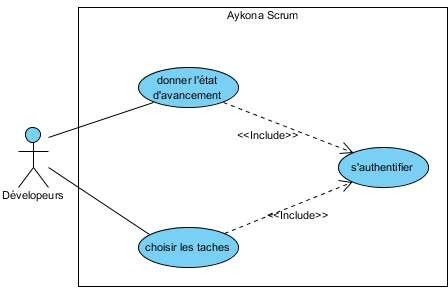 Aykona Scrum
donner l'état
d'avancement
<<Include>>
s'authentifier
Dévelopeurs
<<Include>>
choisir les taches